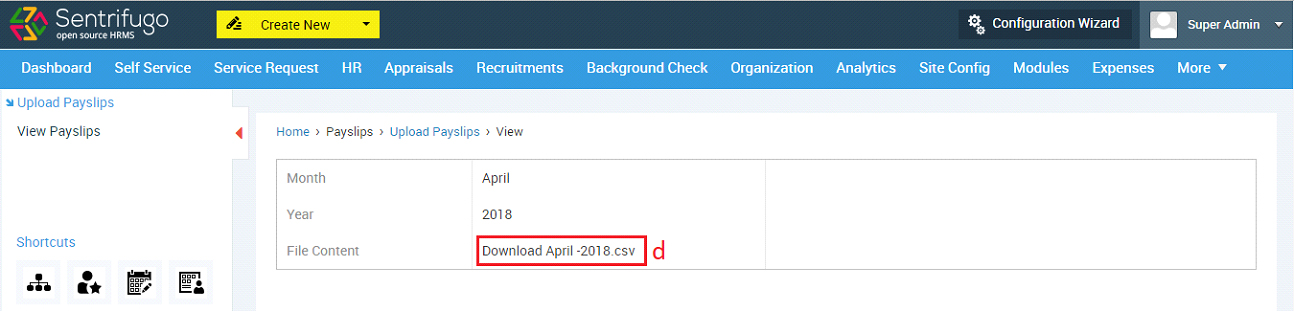 Sentrifugo
open source HRMS
Create New
Configuration Wizard
Super Admin
Dashboard Self Service Service Request HR Appraisals Recruitments Background Check Organization Analytics Site Config Modules Expenses More
Upload Payslips
View Payslips
Home › Payslips › Upload Payslips › View
Month April
Year 2018
File Content Download April -2018.csv d
Shortcuts